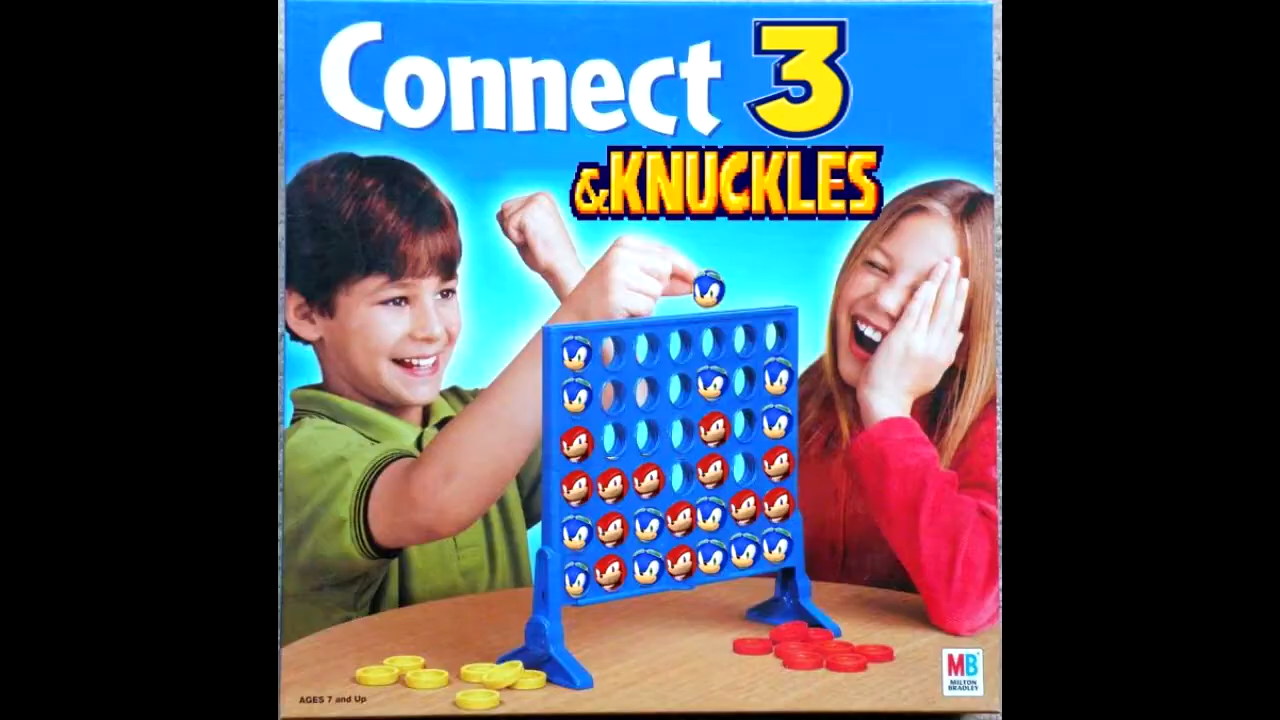 Connect 3
&KNUCKLES
AGES 7 and Up
MB
MILTON
BRADLEY